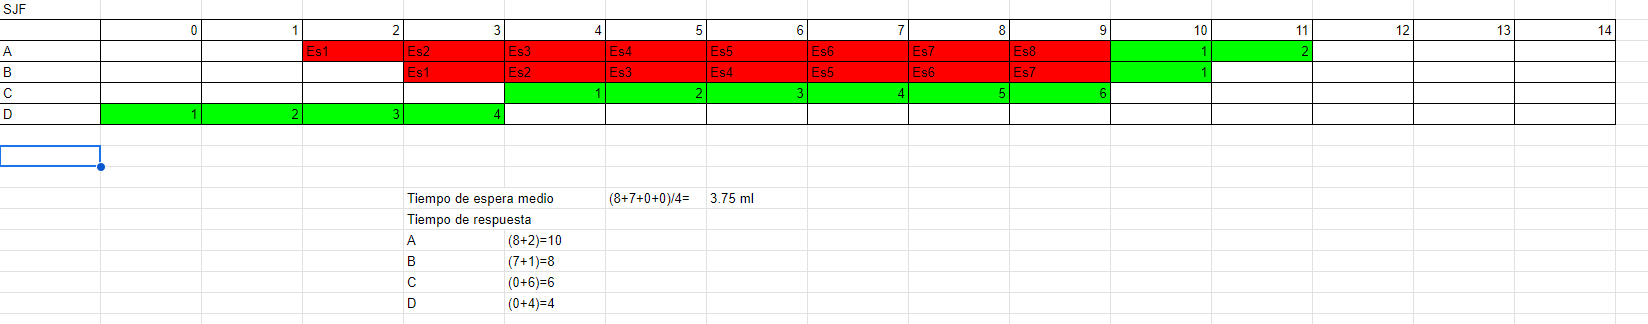 SJF
0 1 2 3 4 5 6 7 8 9 10 11 12 13 14
A Es1 Es2 Es3 Es4 Es5 Es6 Es7 Es8 1 2
B Es1 Es2 Es3 Es4 Es5 Es6 Es7 1
C 1 2 3 4 5 6
D 1 2 3 4
Tiempo de espera medio (8+7+0+0)/4= 3.75 ml
Tiempo de respuesta
A (8+2)=10
B (7+1)=8
C (0+6)=6
D (0+4)=4